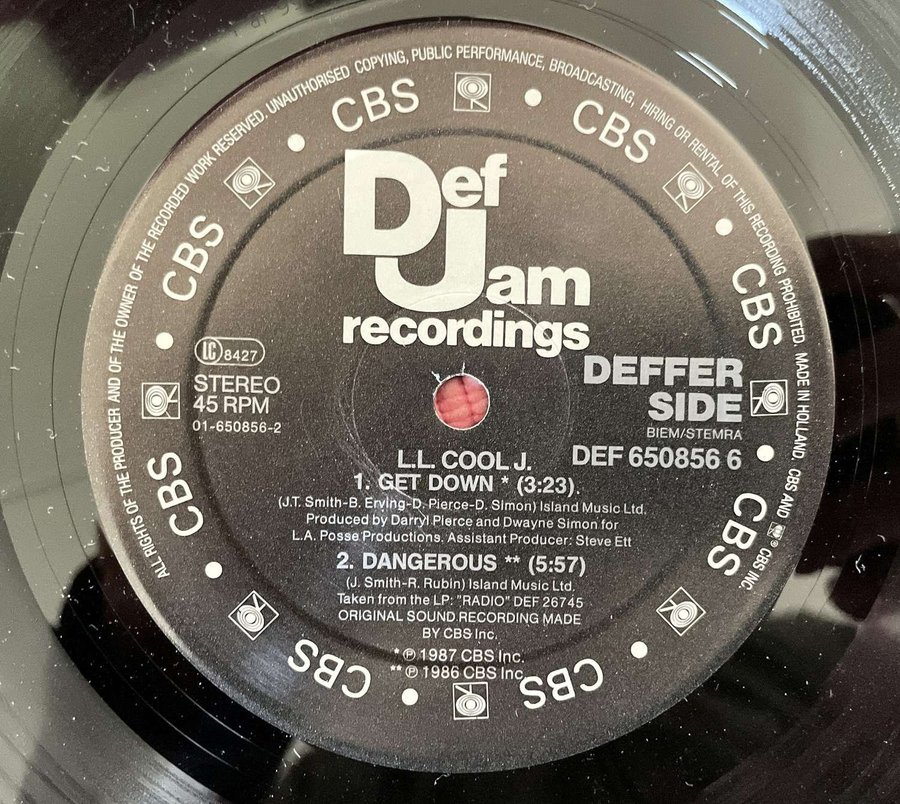 ALL RIGHTS OF THE PRODUCER AND OF THE OWNER OF THE RECORDED WORK RESERVED. UNAUTHORISED COPYING, PUBLIC PERFORMANCE, BROADCASTING, HIRING OR RENTAL OF THIS RECORDING PROHIBITED. MADE IN HOLLAND. CBS AND ® CBS INC.
CBS
CBS
CBS
CBS
CBS
CBS
CBS
CBS
Def
Jam
recordings
LC 8427
STEREO
45 RPM
01-650856-2
DEFFER
SIDE
BIEM/STEMRA
DEF 650856 6
L.L. COOL J.
1. GET DOWN * (3:23).
(J.T. Smith-B. Erving-D. Pierce-D. Simon) Island Music Ltd.
Produced by Darryl Pierce and Dwayne Simon for
L.A. Posse Productions. Assistant Producer: Steve Ett
2. DANGEROUS ** (5:57)
(J. Smith-R. Rubin) Island Music Ltd.
Taken from the LP: "RADIO" DEF 26745
ORIGINAL SOUND RECORDING MADE
BY CBS Inc.
* ℗ 1987 CBS Inc.
** ℗ 1986 CBS Inc.